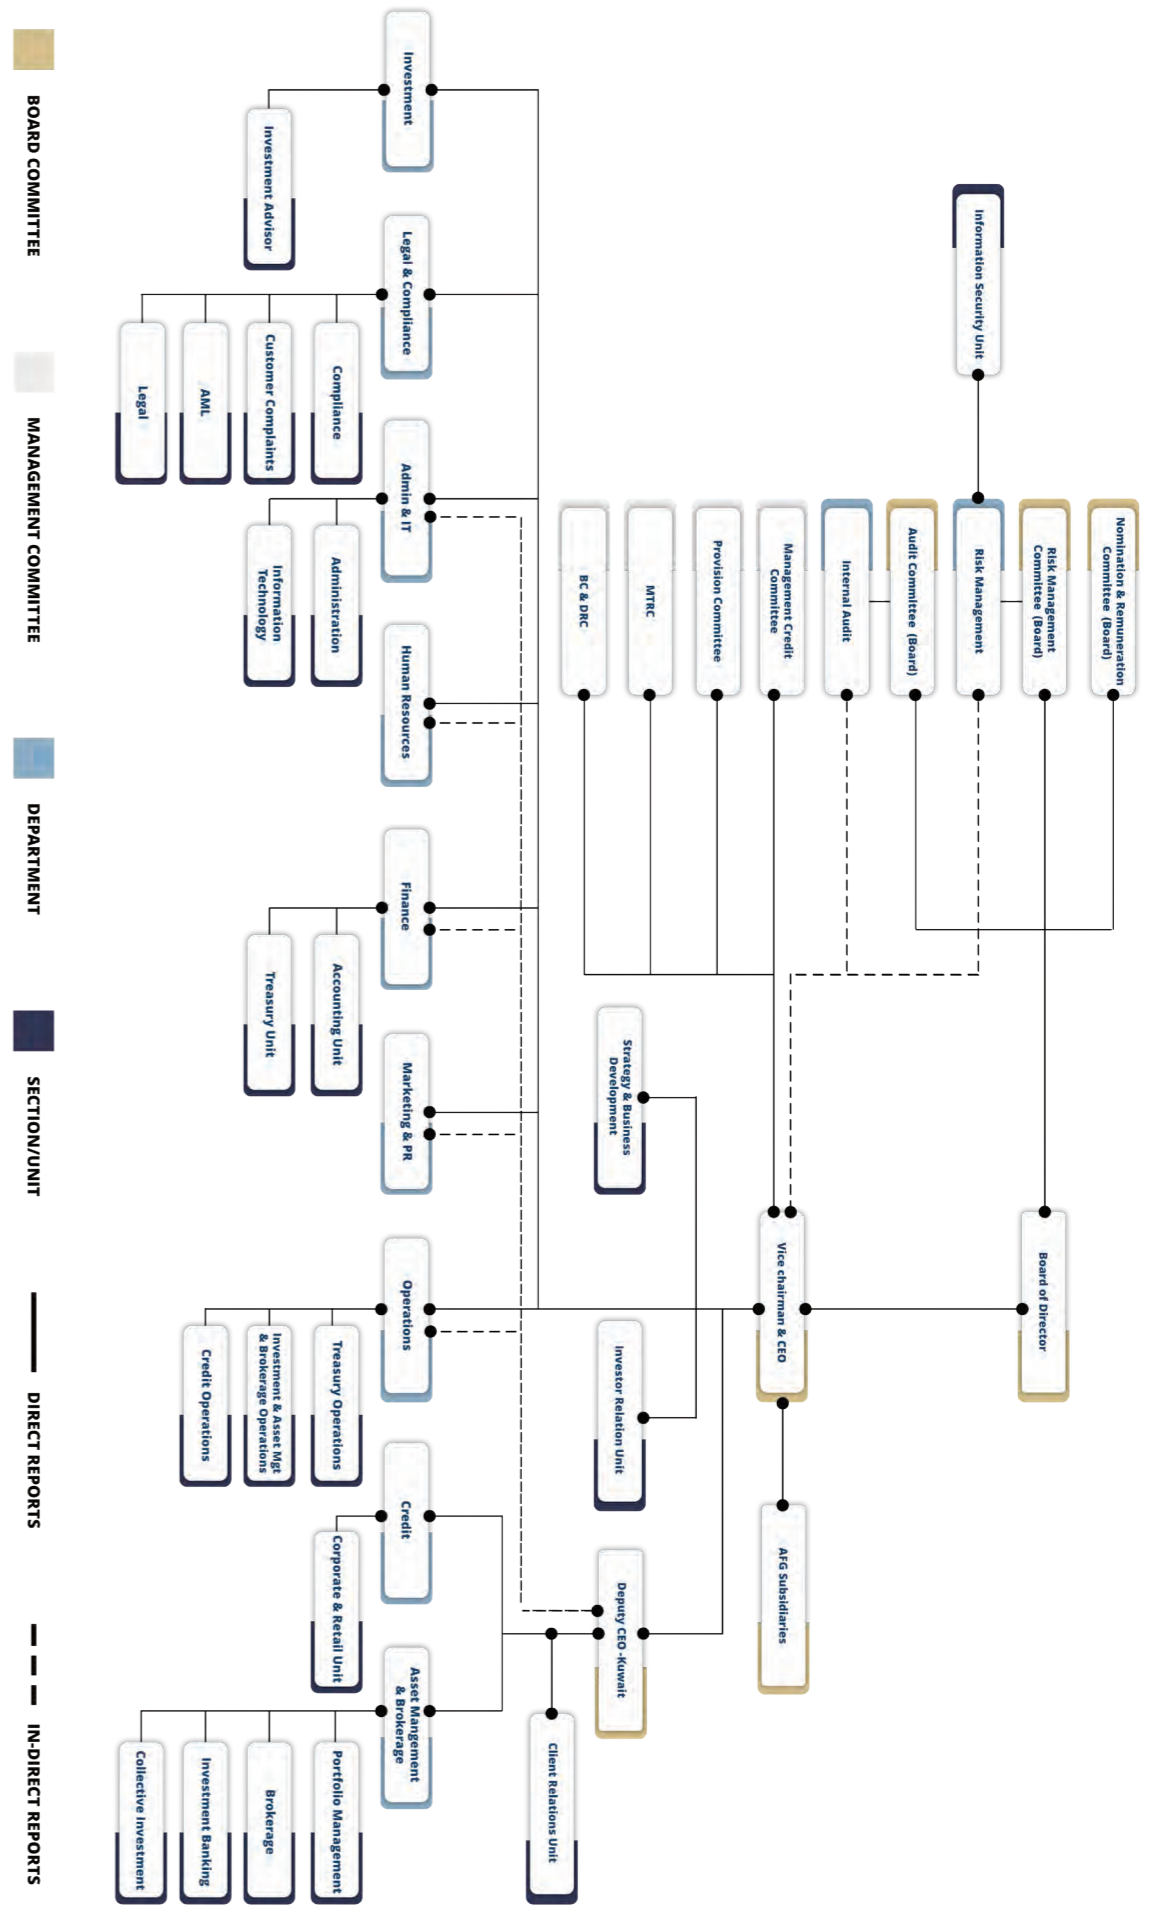 Board of Director
Nomination & Remuneration
Committee (Board)
Risk Management
Committee (Board)
Risk Management
Information Security Unit
Audit Committee (Board)
Internal Audit
Vice chairman & CEO
AFG Subsidiaries
Management Credit
Committee
Provision Committee
MTRC
BC & DRC
Strategy & Business
Development
Investor Relation Unit
Deputy CEO -Kuwait
Client Relations Unit
Investment
Legal & Compliance
Admin & IT
Human Resources
Finance
Marketing & PR
Operations
Credit
Asset Mangement
& Brokerage
Investment Advisor
Compliance
Customer Complaints
AML
Legal
Administration
Information
Technology
Accounting Unit
Treasury Unit
Treasury Operations
Investment & Asset Mgt
& Brokerage Operations
Credit Operations
Corporate & Retail Unit
Portfolio Management
Brokerage
Investment Banking
Collective Investment
BOARD COMMITTEE
MANAGEMENT COMMITTEE
DEPARTMENT
SECTION/UNIT
DIRECT REPORTS
IN-DIRECT REPORTS